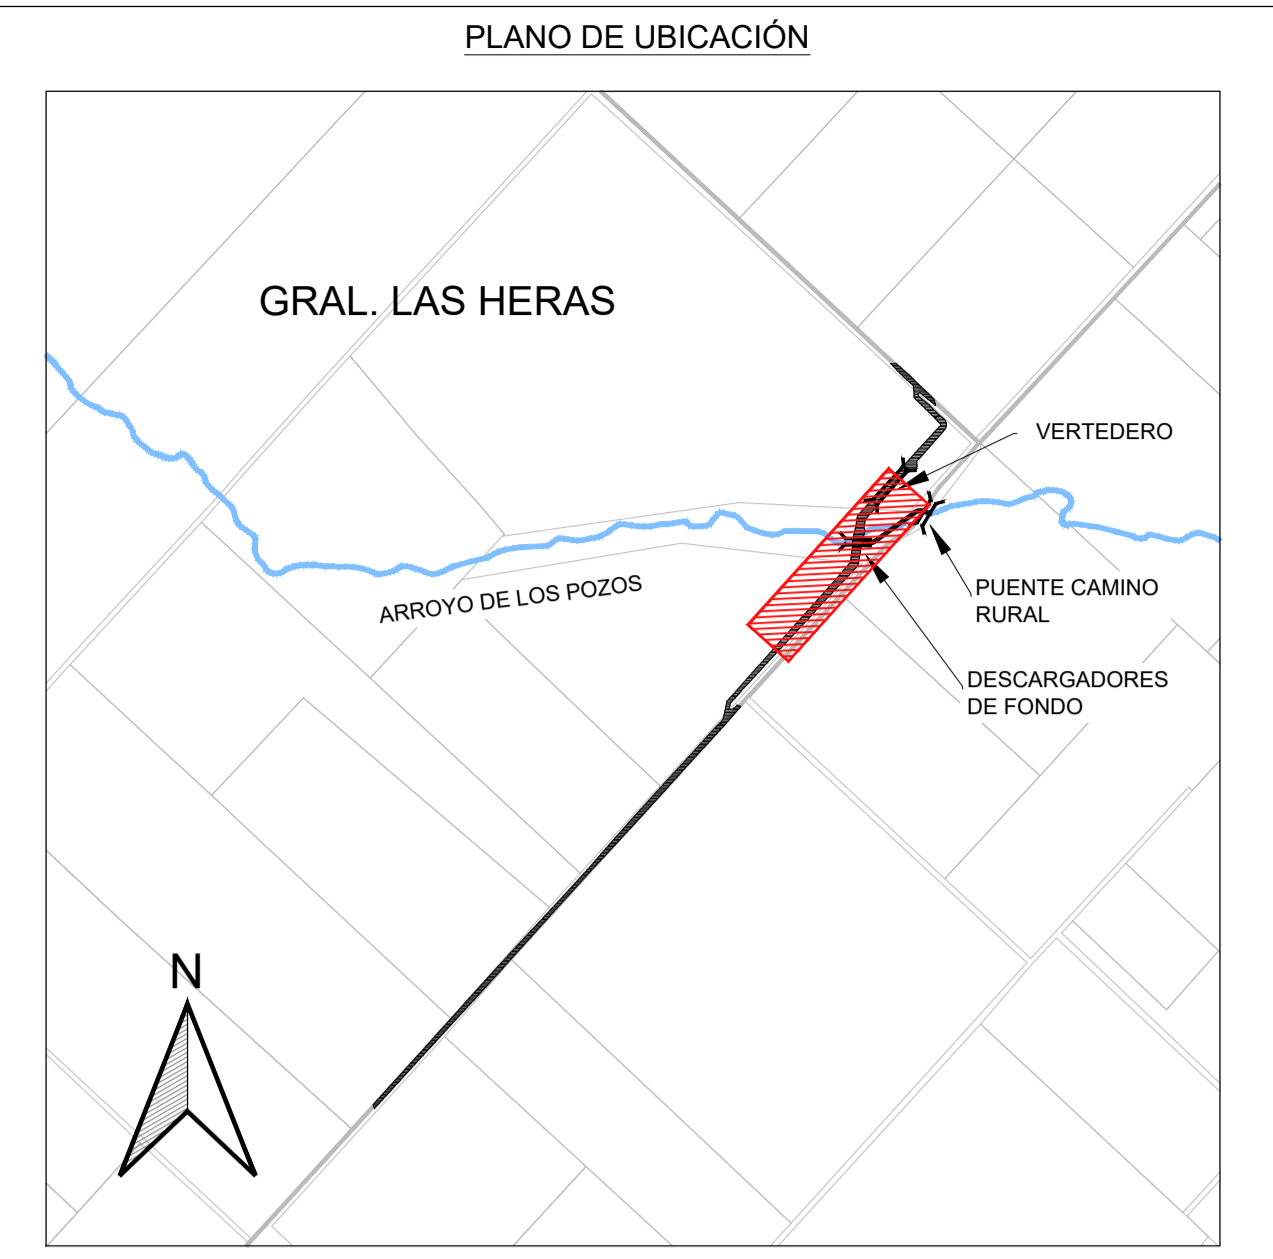 PLANO DE UBICACIÓN
GRAL. LAS HERAS
VERTEDERO
ARROYO DE LOS POZOS
PUENTE CAMINO
RURAL
DESCARGADORES
DE FONDO
N